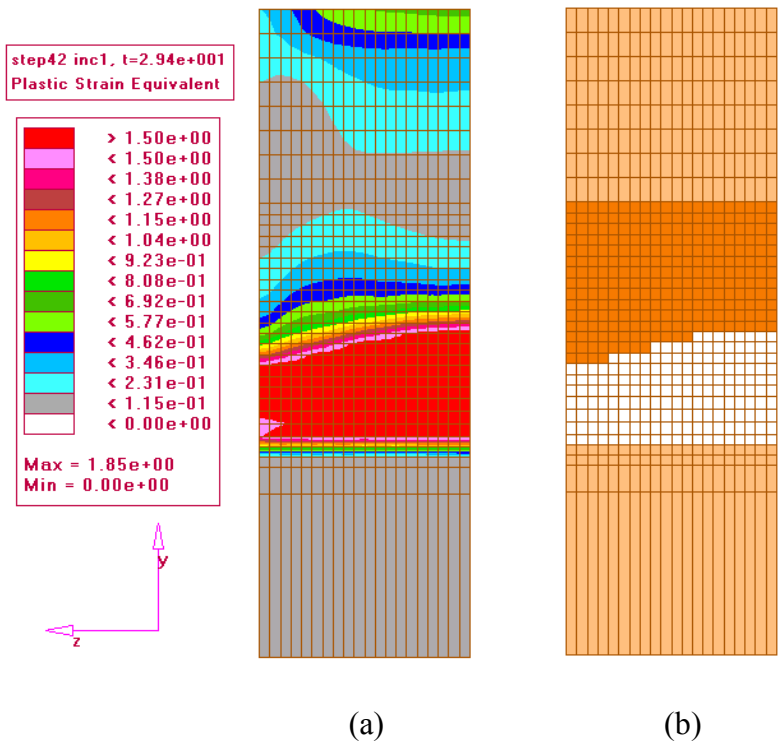 step42 inc1, t=2.94e+001
Plastic Strain Equivalent
> 1.50e+00
< 1.50e+00
< 1.38e+00
< 1.27e+00
< 1.15e+00
< 1.04e+00
< 9.23e-01
< 8.08e-01
< 6.92e-01
< 5.77e-01
< 4.62e-01
< 3.46e-01
< 2.31e-01
< 1.15e-01
< 0.00e+00
Max = 1.85e+00
Min = 0.00e+00
y
z
(a)
(b)